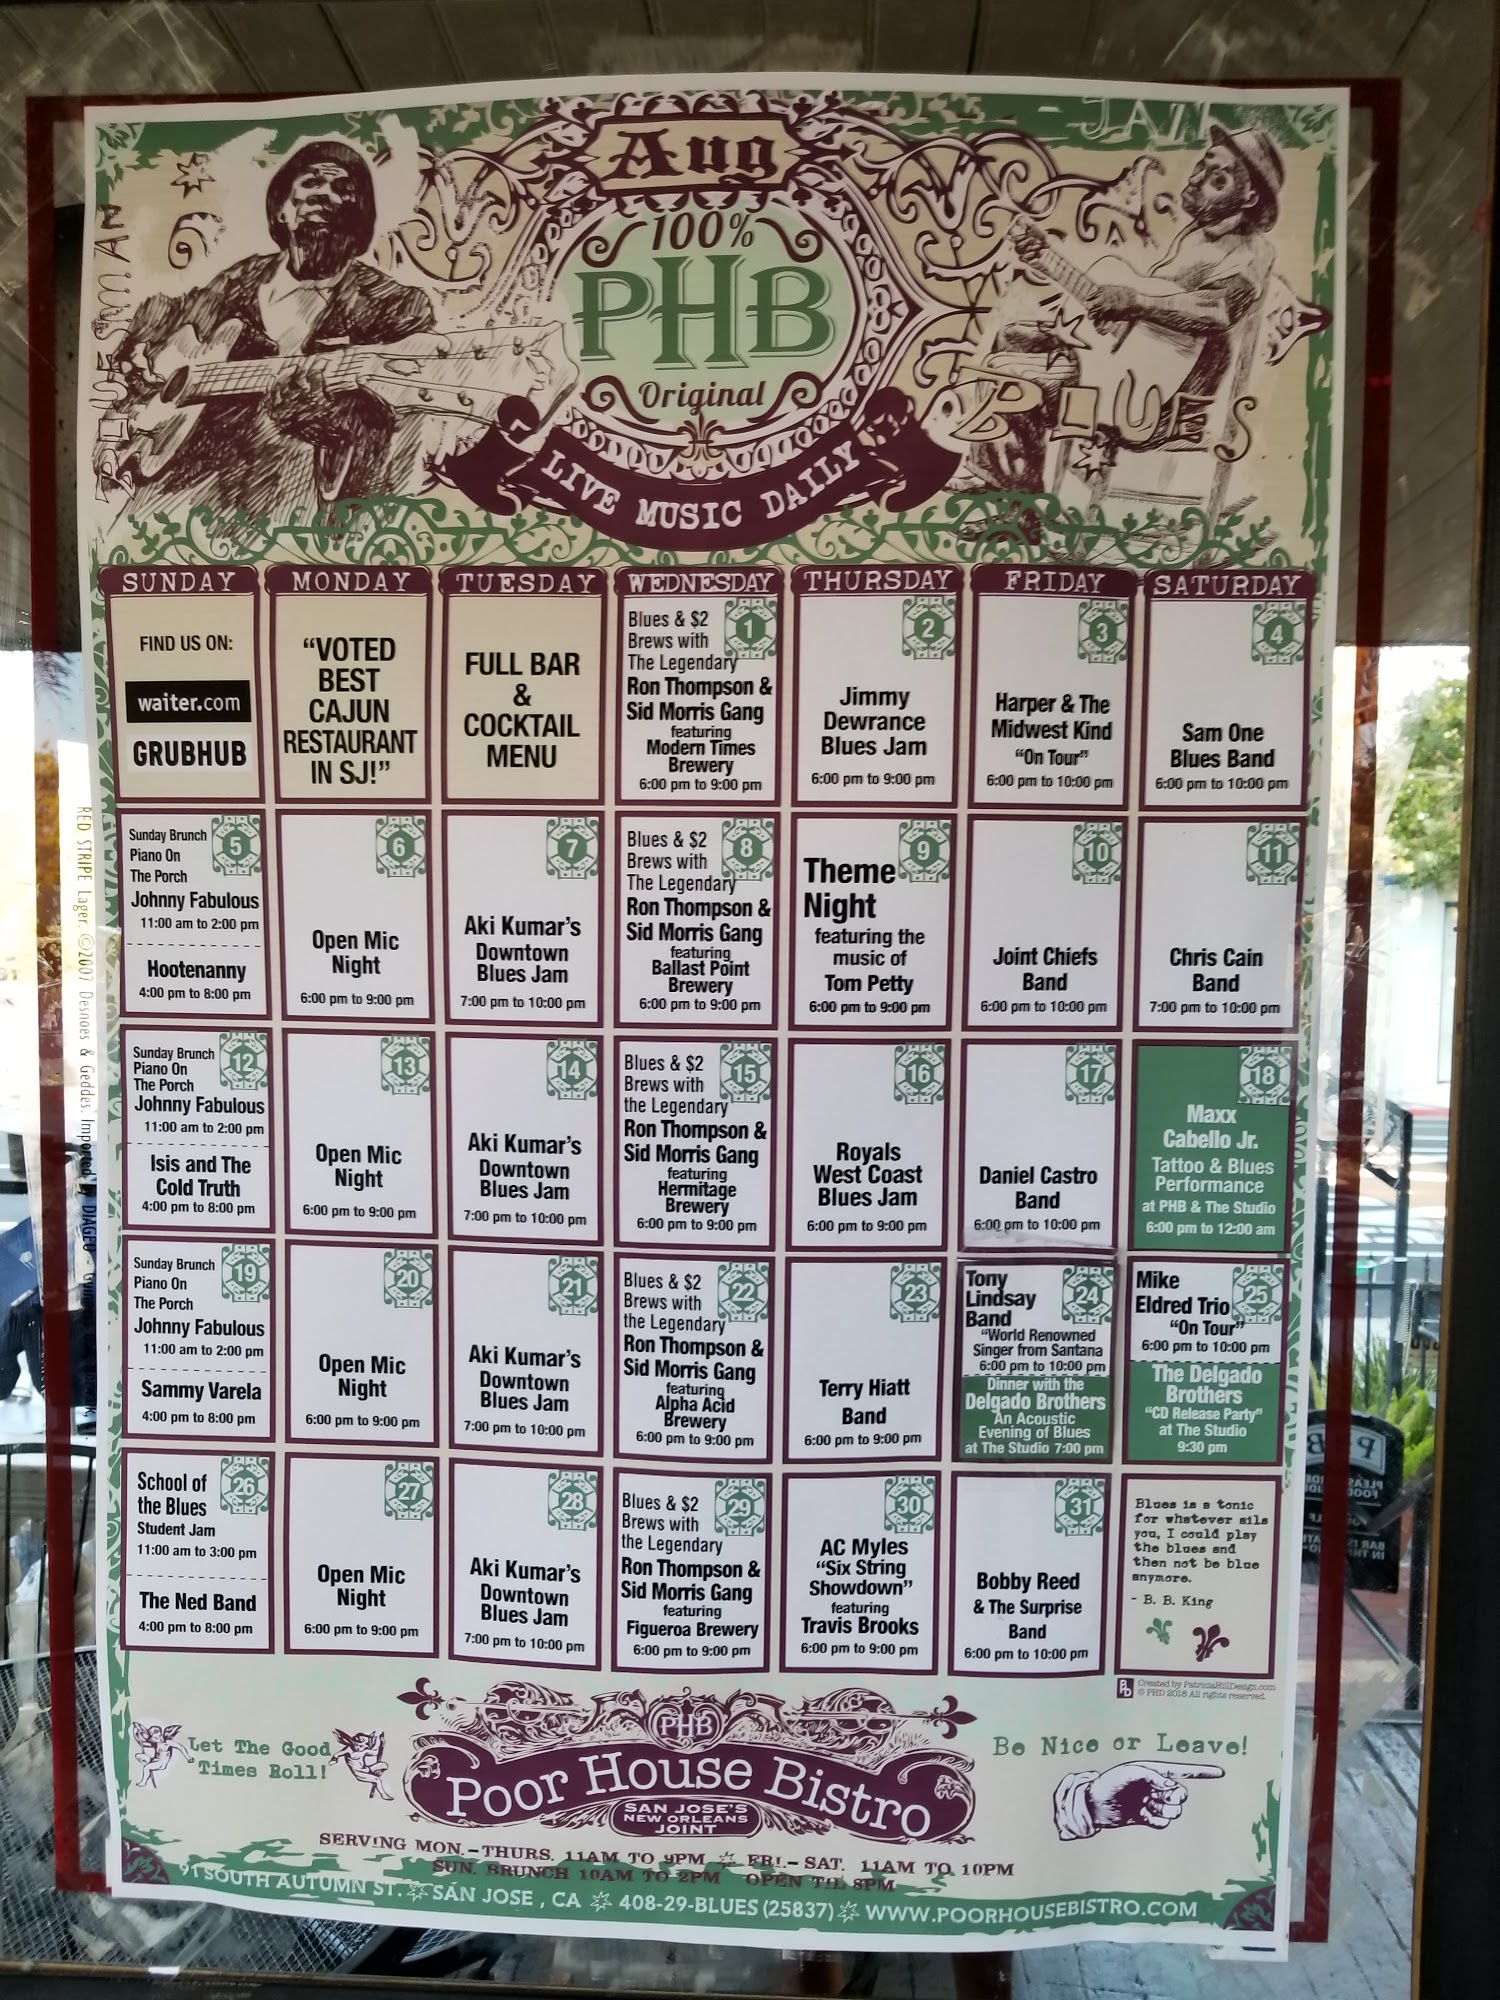 Aug
JAZZ
BLUESMAN
100%
PHB
Original
LIVE MUSIC DAILY
BLUES
SUNDAY MONDAY TUESDAY WEDNESDAY THURSDAY FRIDAY SATURDAY
FIND US ON:
waiter.com
GRUBHUB
"VOTED
BEST
CAJUN
RESTAURANT
IN SJ!"
FULL BAR
&
COCKTAIL
MENU
1
Blues & $2
Brews with
The Legendary
Ron Thompson &
Sid Morris Gang
featuring
Modern Times
Brewery
6:00 pm to 9:00 pm
2
Jimmy
Dewrance
Blues Jam
6:00 pm to 9:00 pm
3
Harper & The
Midwest Kind
"On Tour"
6:00 pm to 10:00 pm
4
Sam One
Blues Band
6:00 pm to 10:00 pm
5
Sunday Brunch
Piano On
The Porch
Johnny Fabulous
11:00 am to 2:00 pm
Hootenanny
4:00 pm to 8:00 pm
6
Open Mic
Night
6:00 pm to 9:00 pm
7
Aki Kumar's
Downtown
Blues Jam
7:00 pm to 10:00 pm
8
Blues & $2
Brews with
The Legendary
Ron Thompson &
Sid Morris Gang
featuring
Ballast Point
Brewery
6:00 pm to 9:00 pm
9
Theme
Night
featuring the
music of
Tom Petty
6:00 pm to 9:00 pm
10
Joint Chiefs
Band
6:00 pm to 10:00 pm
11
Chris Cain
Band
7:00 pm to 10:00 pm
12
Sunday Brunch
Piano On
The Porch
Johnny Fabulous
11:00 am to 2:00 pm
Isis and The
Cold Truth
4:00 pm to 8:00 pm
13
Open Mic
Night
6:00 pm to 9:00 pm
14
Aki Kumar's
Downtown
Blues Jam
7:00 pm to 10:00 pm
15
Blues & $2
Brews with
the Legendary
Ron Thompson &
Sid Morris Gang
featuring
Hermitage
Brewery
6:00 pm to 9:00 pm
16
Royals
West Coast
Blues Jam
6:00 pm to 9:00 pm
17
Daniel Castro
Band
6:00 pm to 10:00 pm
18
Maxx
Cabello Jr.
Tattoo & Blues
Performance
at PHB & The Studio
6:00 pm to 12:00 am
19
Sunday Brunch
Piano On
The Porch
Johnny Fabulous
11:00 am to 2:00 pm
Sammy Varela
4:00 pm to 8:00 pm
20
Open Mic
Night
6:00 pm to 9:00 pm
21
Aki Kumar's
Downtown
Blues Jam
7:00 pm to 10:00 pm
22
Blues & $2
Brews with
the Legendary
Ron Thompson &
Sid Morris Gang
featuring
Alpha Acid
Brewery
6:00 pm to 9:00 pm
23
Terry Hiatt
Band
6:00 pm to 9:00 pm
24
Tony
Lindsay
Band
"World Renowned
Singer from Santana
6:00 pm to 10:00 pm
Dinner with the
Delgado Brothers
An Acoustic
Evening of Blues
at The Studio 7:00 pm
25
Mike
Eldred Trio
"On Tour"
6:00 pm to 10:00 pm
The Delgado
Brothers
"CD Release Party"
at The Studio
9:30 pm
26
School of
the Blues
Student Jam
11:00 am to 3:00 pm
The Ned Band
4:00 pm to 8:00 pm
27
Open Mic
Night
6:00 pm to 9:00 pm
28
Aki Kumar's
Downtown
Blues Jam
7:00 pm to 10:00 pm
29
Blues & $2
Brews with
the Legendary
Ron Thompson &
Sid Morris Gang
featuring
Figueroa Brewery
6:00 pm to 9:00 pm
30
AC Myles
"Six String
Showdown"
featuring
Travis Brooks
6:00 pm to 9:00 pm
31
Bobby Reed
& The Surprise
Band
6:00 pm to 10:00 pm
Blues is a tonic
for whatever ails
you, I could play
the blues and
then not be blue
anymore.
- B. B. King
Created by PatriciaHillDesign.com
© PHD 2018 All rights reserved.
Let The Good
Times Roll!
PHB
Poor House Bistro
SAN JOSE'S
NEW ORLEANS
JOINT
Be Nice or Leave!
SERVING MON.-THURS. 11AM TO 9PM FRI.-SAT. 11AM TO 10PM
SUN. BRUNCH 10AM TO 2PM OPEN TIL 8PM
91 SOUTH AUTUMN ST. SAN JOSE, CA 408-29-BLUES (25837) WWW.POORHOUSEBISTRO.COM
RED STRIPE Lager. ©2007 Desnoes & Geddes. Imported by DIAGEO